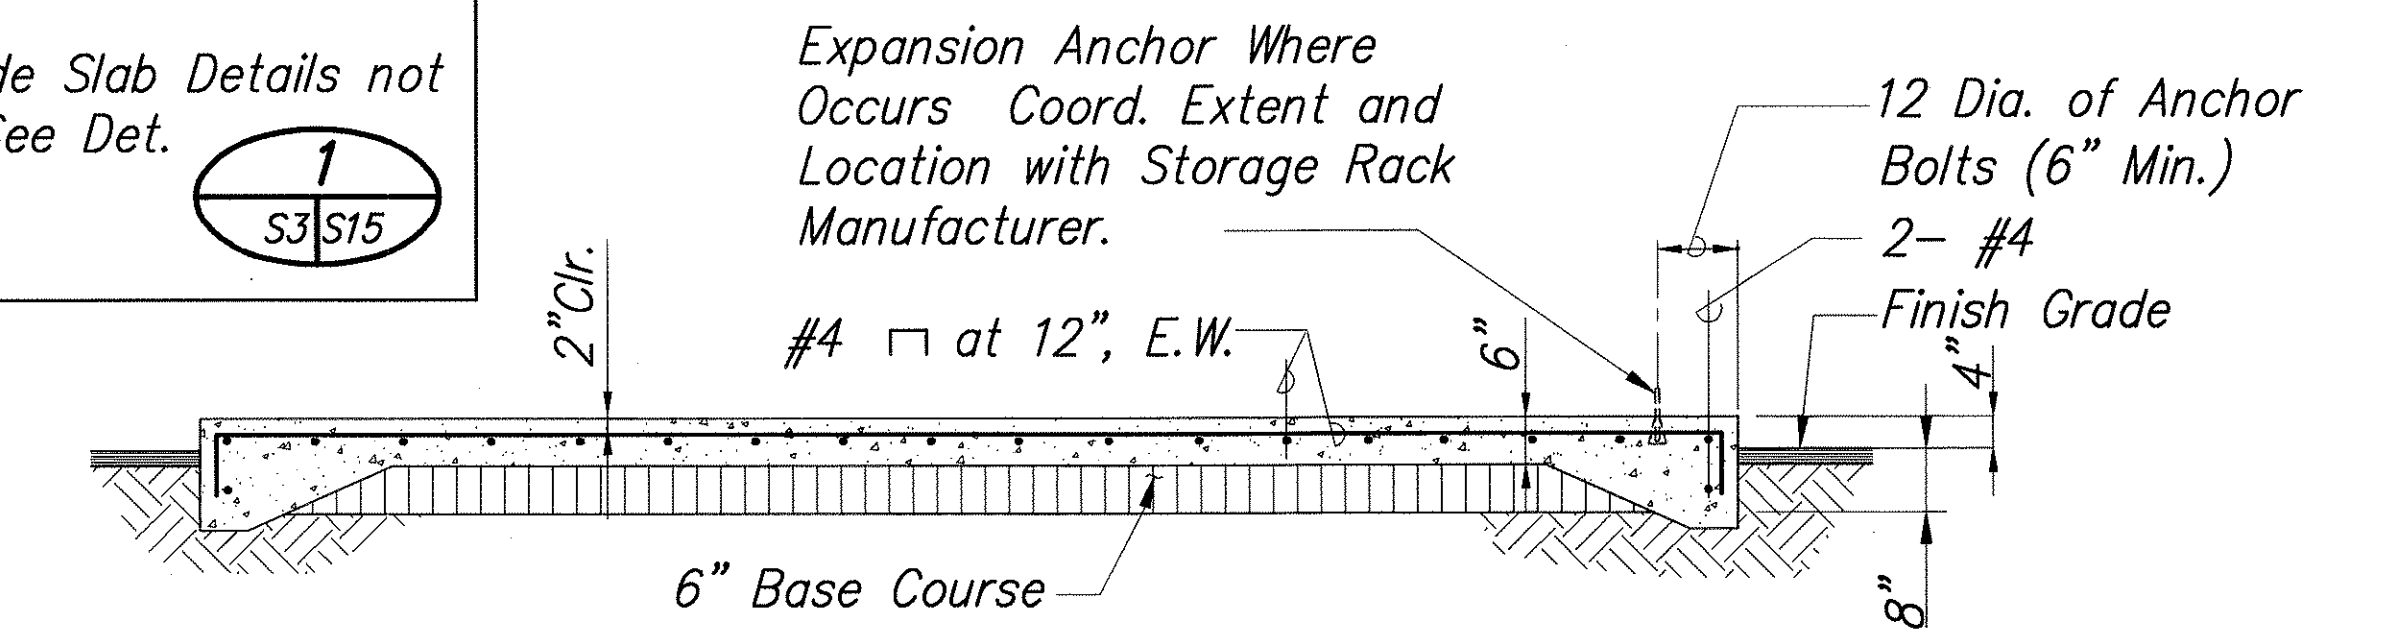 de Slab Details not
See Det.
1
S3 S15
Expansion Anchor Where
Occurs Coord. Extent and
Location with Storage Rack
Manufacturer.
12 Dia. of Anchor
Bolts (6" Min.)
2- #4
Finish Grade
2"Clr.
#4 ⊓ at 12", E.W.
6"
4"
6" Base Course
8"